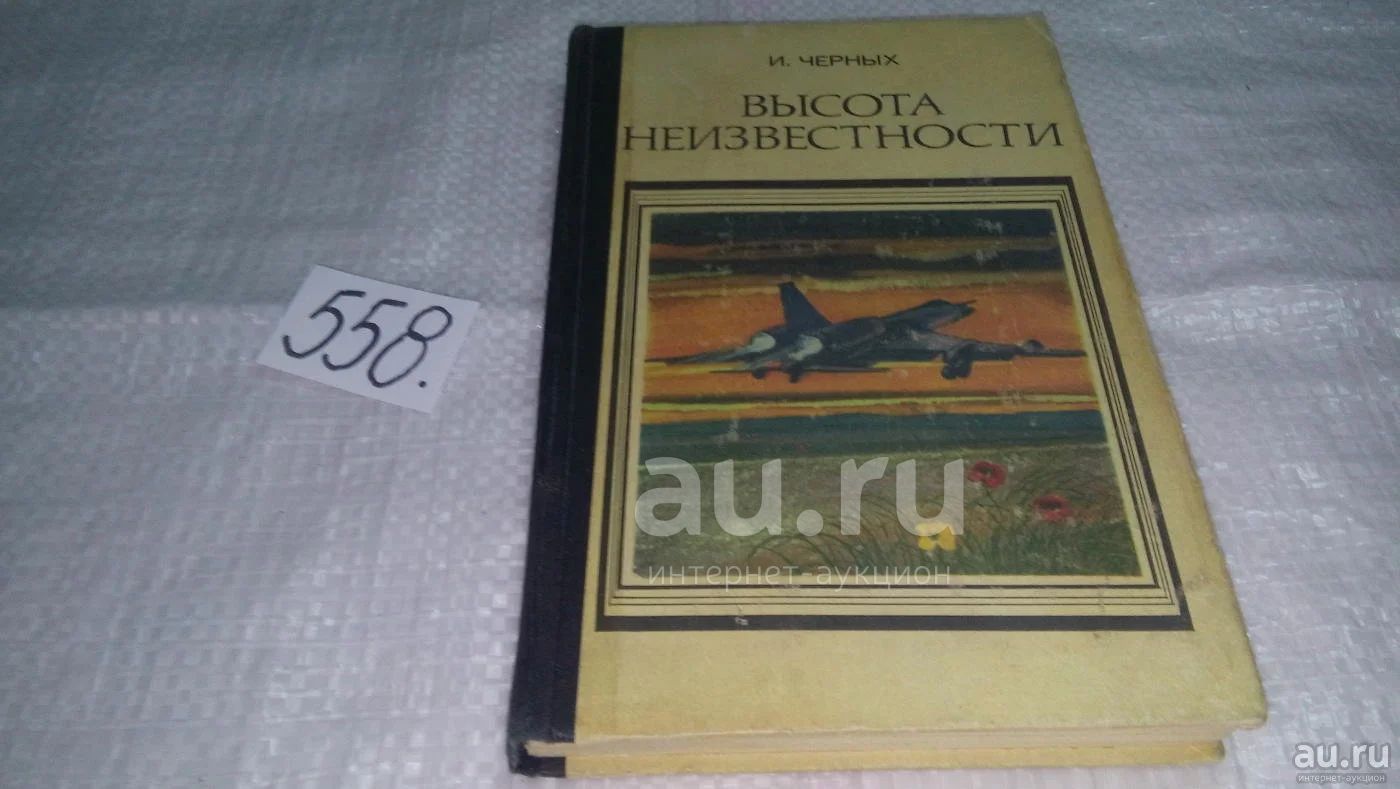 И. ЧЕРНЫХ
ВЫСОТА
НЕИЗВЕСТНОСТИ
558.
au.ru
интернет-аукцион
au.ru
интернет-аукцион